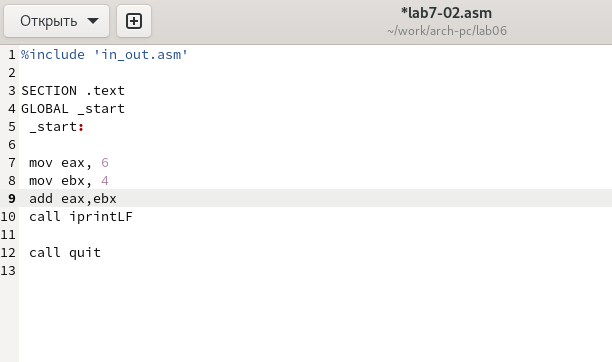 Открыть
*lab7-02.asm
~/work/arch-pc/lab06
1 %include 'in_out.asm'
2
3 SECTION .text
4 GLOBAL _start
5 _start:
6
7 mov eax, 6
8 mov ebx, 4
9 add eax,ebx
10 call iprintLF
11
12 call quit
13